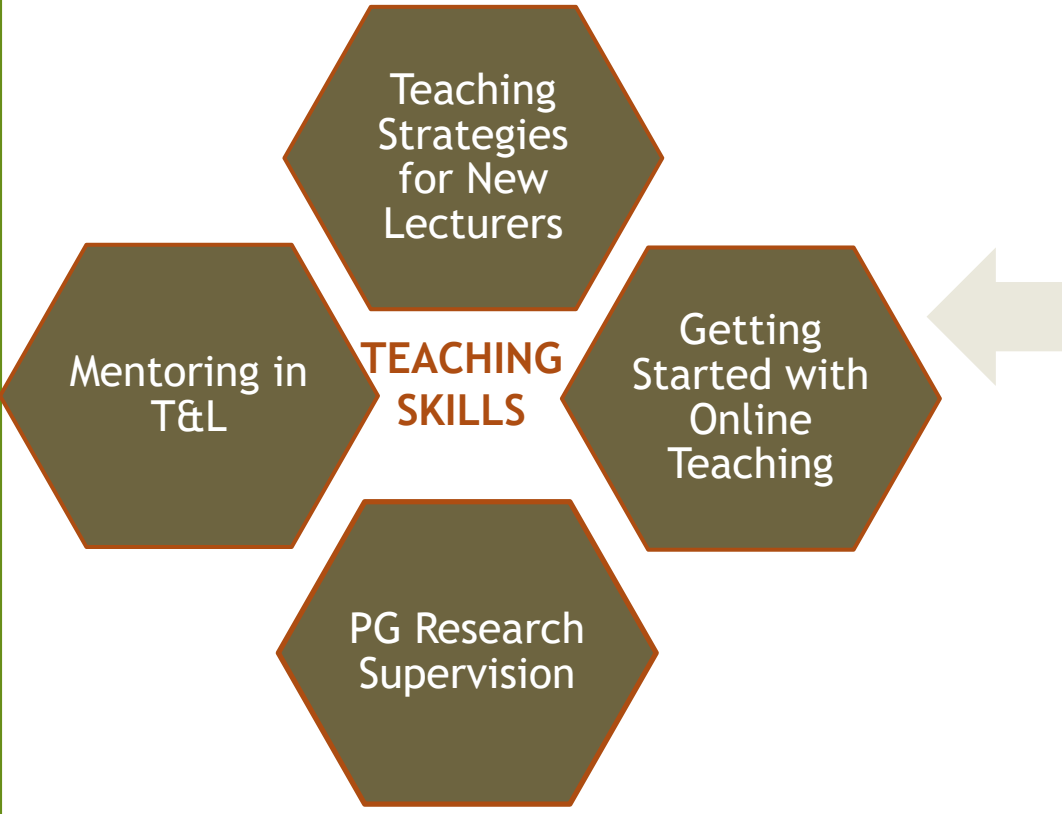 Teaching
Strategies
for New
Lecturers
Mentoring in
T&L
TEACHING
SKILLS
Getting
Started with
Online
Teaching
PG Research
Supervision